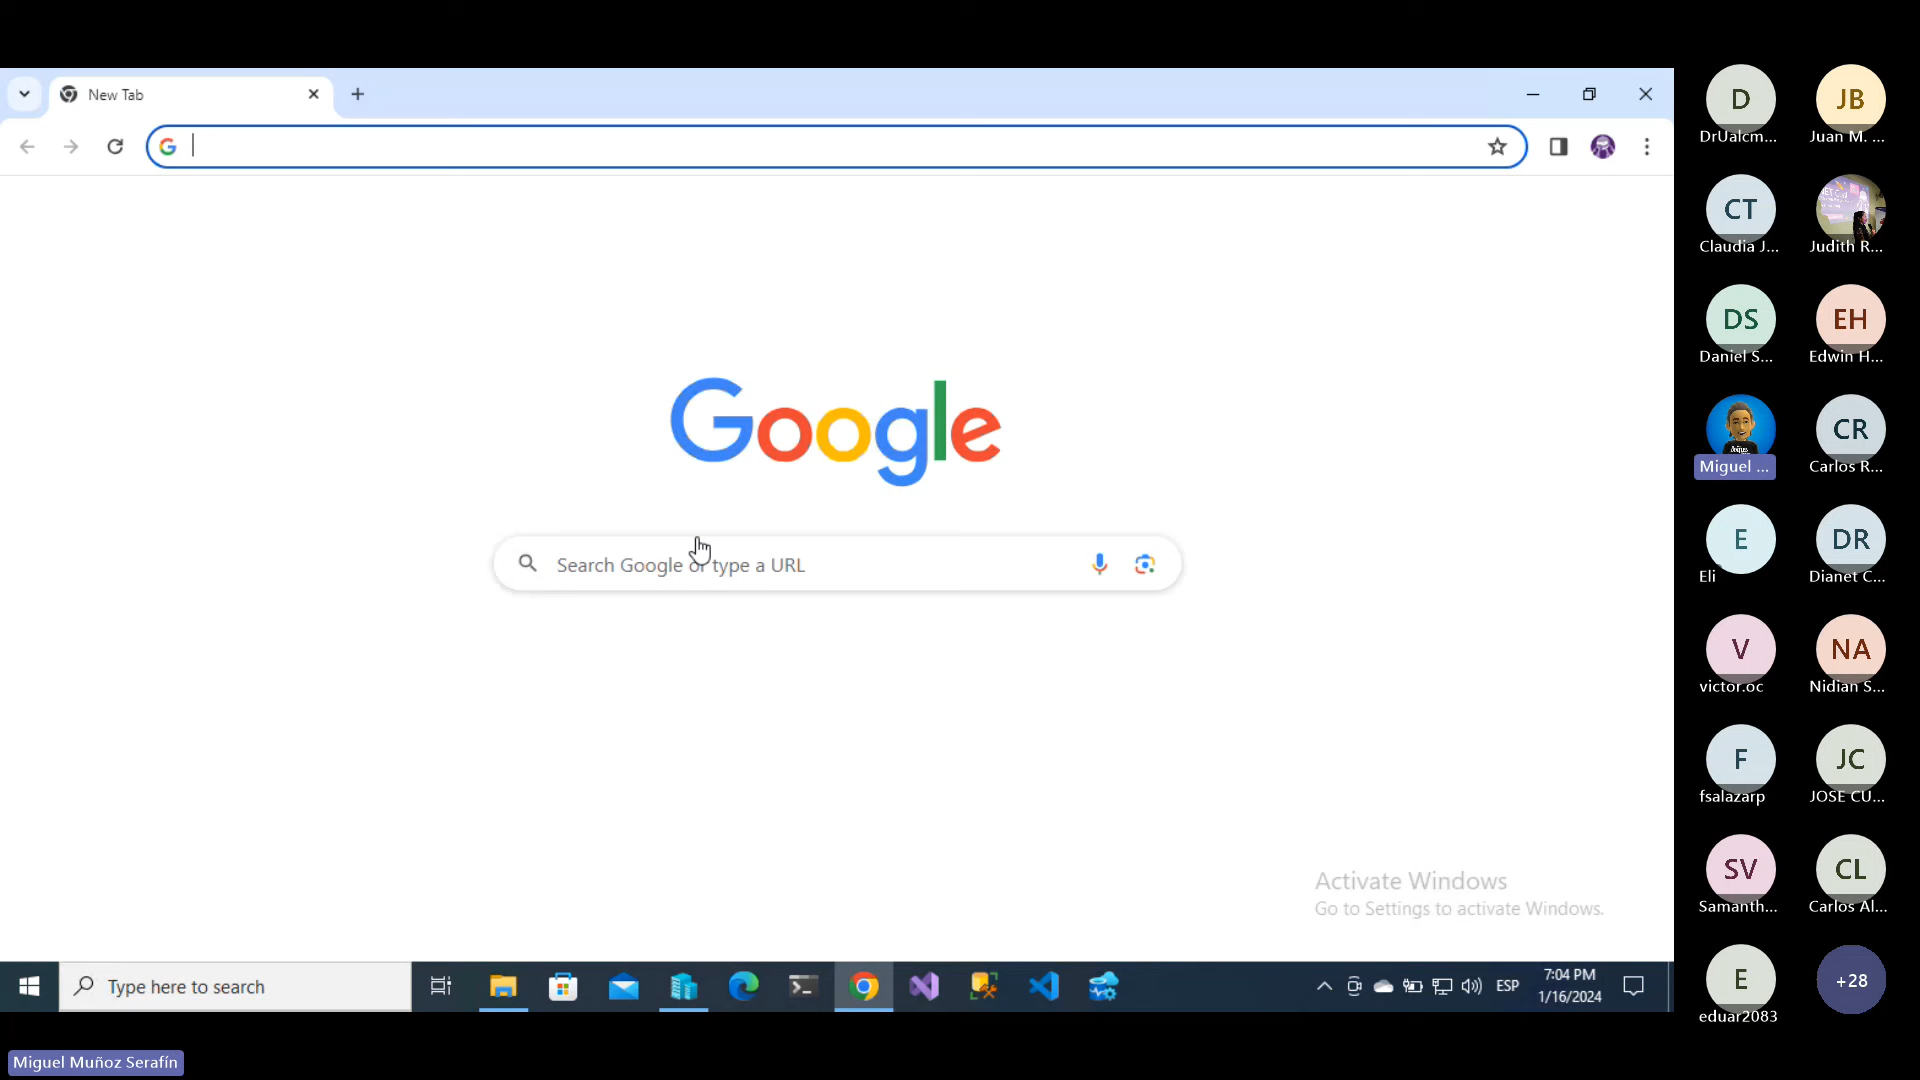 New Tab
Google
Search Google or type a URL
Activate Windows
Go to Settings to activate Windows.
Type here to search
ESP
7:04 PM
1/16/2024
D
DrUalcm...
JB
Juan M. ...
CT
Claudia J...
Judith R...
DS
Daniel S...
EH
Edwin H...
Miguel ...
CR
Carlos R...
E
Eli
DR
Dianet C...
V
victor.oc
NA
Nidian S...
F
fsalazarp
JC
JOSE CU...
SV
Samanth...
CL
Carlos Al...
E
eduar2083
+28
Miguel Muñoz Serafín